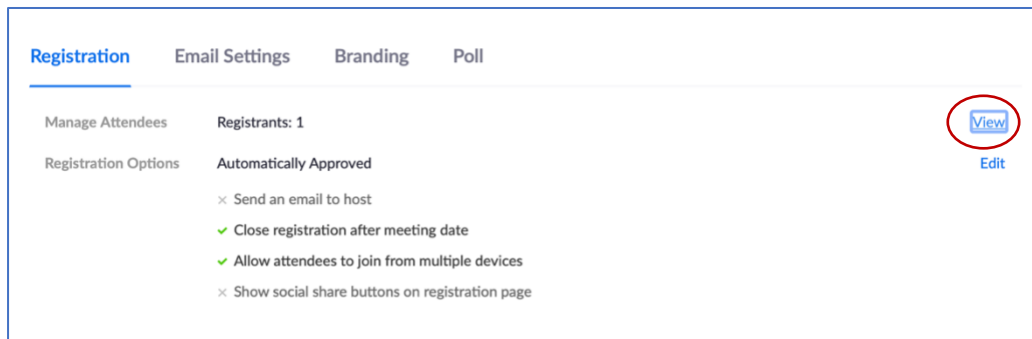 Registration Email Settings Branding Poll
Manage Attendees Registrants: 1 View
Registration Options Automatically Approved Edit
× Send an email to host
✓ Close registration after meeting date
✓ Allow attendees to join from multiple devices
× Show social share buttons on registration page